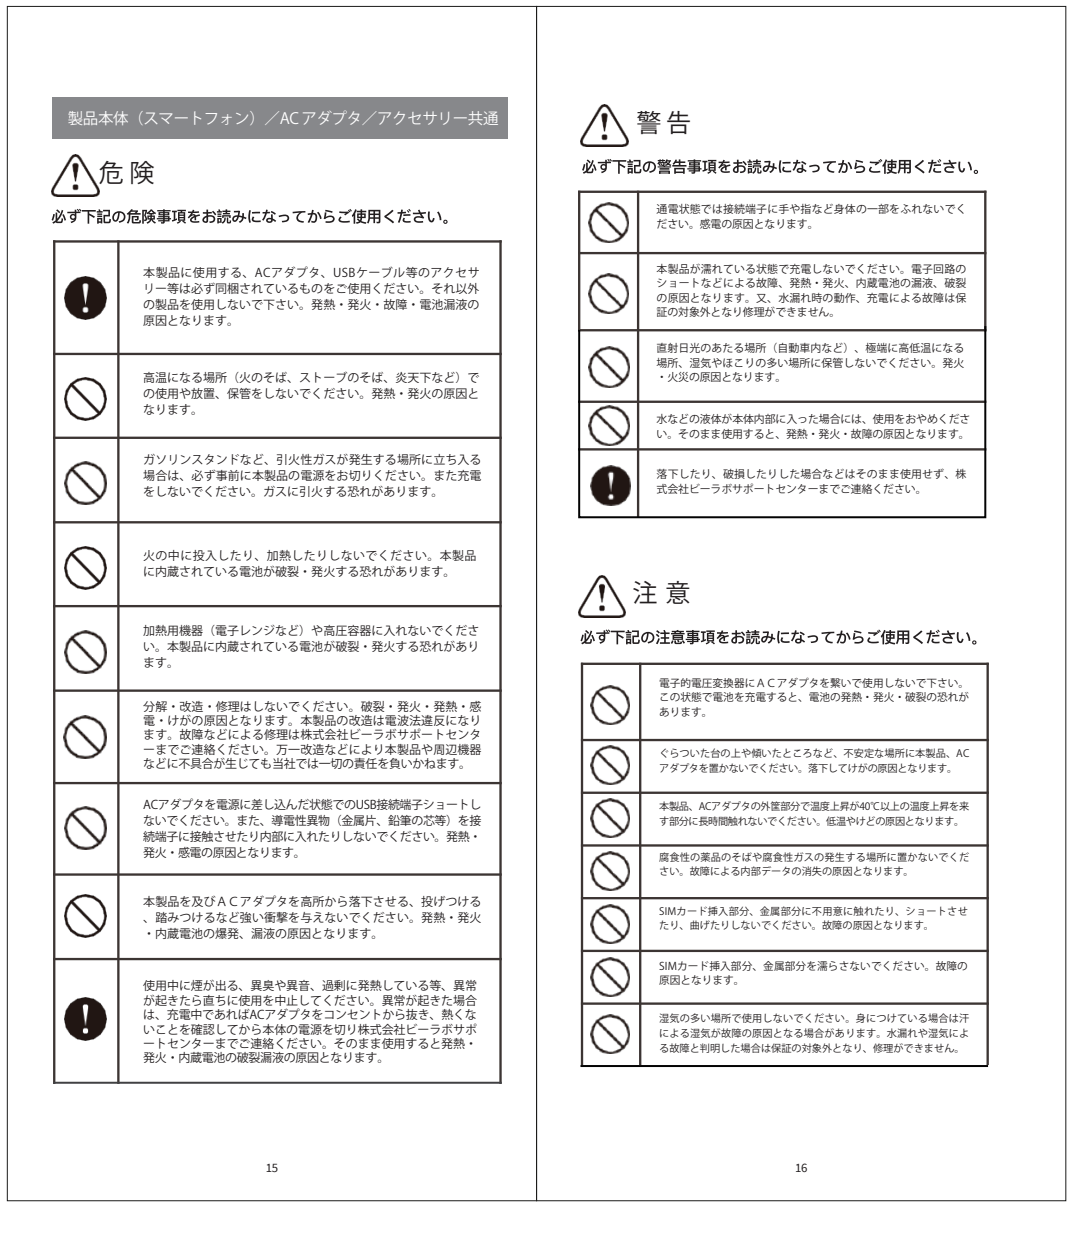 製品本体（スマートフォン）／ACアダプタ／アクセサリー共通
危険
必ず下記の危険事項をお読みになってからご使用ください。
本製品に使用する、ACアダプタ、USBケーブル等のアクセサ
リー等は必ず同梱されているものをご使用ください。それ以外
の製品を使用しないで下さい。発熱・発火・故障・電池漏液の
原因となります。
高温になる場所（火のそば、ストーブのそば、炎天下など）で
の使用や放置、保管をしないでください。発熱・発火の原因と
なります。
ガソリンスタンドなど、引火性ガスが発生する場所に立ち入る
場合は、必ず事前に本製品の電源をお切りください。また充電
をしないでください。ガスに引火する恐れがあります。
火の中に投入したり、加熱したりしないでください。本製品
に内蔵されている電池が破裂・発火する恐れがあります。
加熱用機器（電子レンジなど）や高圧容器に入れないでくださ
い。本製品に内蔵されている電池が破裂・発火する恐れがあり
ます。
分解・改造・修理はしないでください。破裂・発火・発熱・感
電・けがの原因となります。本製品の改造は電波法違反になり
ます。故障などによる修理は株式会社ビーラボサポートセンタ
ーまでご連絡ください。万一改造などにより本製品や周辺機器
などに不具合が生じても当社では一切の責任を負いかねます。
ACアダプタを電源に差し込んだ状態でのUSB接続端子ショートし
ないでください。また、導電性異物（金属片、鉛筆の芯等）を接
続端子に接触させたり内部に入れたりしないでください。発熱・
発火・感電の原因となります。
本製品を及びＡＣアダプタを高所から落下させる、投げつける
、踏みつけるなど強い衝撃を与えないでください。発熱・発火
・内蔵電池の爆発、漏液の原因となります。
使用中に煙が出る、異臭や異音、過剰に発熱している等、異常
が起きたら直ちに使用を中止してください。異常が起きた場合
は、充電中であればACアダプタをコンセントから抜き、熱くな
いことを確認してから本体の電源を切り株式会社ビーラボサポ
ートセンターまでご連絡ください。そのまま使用すると発熱・
発火・内蔵電池の破裂漏液の原因となります。
15
警告
必ず下記の警告事項をお読みになってからご使用ください。
通電状態では接続端子に手や指など身体の一部をふれないでく
ださい。感電の原因となります。
本製品が濡れている状態で充電しないでください。電子回路の
ショートなどによる故障、発熱・発火、内蔵電池の漏液、破裂
の原因となります。又、水漏れ時の動作、充電による故障は保
証の対象外となり修理ができません。
直射日光のあたる場所（自動車内など）、極端に高低温になる
場所、湿気やほこりの多い場所に保管しないでください。発火
・火災の原因となります。
水などの液体が本体内部に入った場合には、使用をおやめくださ
い。そのまま使用すると、発熱・発火・故障の原因となります。
落下したり、破損したりした場合などはそのまま使用せず、株
式会社ビーラボサポートセンターまでご連絡ください。
注意
必ず下記の注意事項をお読みになってからご使用ください。
電子的電圧変換器にＡＣアダプタを繋いで使用しないで下さい。
この状態で電池を充電すると、電池の発熱・発火・破裂の恐れが
あります。
ぐらついた台の上や傾いたところなど、不安定な場所に本製品、AC
アダプタを置かないでください。落下してけがの原因となります。
本製品、ACアダプタの外筐部分で温度上昇が40℃以上の温度上昇を来
す部分に長時間触れないでください。低温やけどの原因となります。
腐食性の薬品のそばや腐食性ガスの発生する場所に置かないでくだ
さい。故障による内部データの消失の原因となります。
SIMカード挿入部分、金属部分に不用意に触れたり、ショートさせ
たり、曲げたりしないでください。故障の原因となります。
SIMカード挿入部分、金属部分を濡らさないでください。故障の
原因となります。
湿気の多い場所で使用しないでください。身につけている場合は汗
による湿気が故障の原因となる場合があります。水漏れや湿気によ
る故障と判明した場合は保証の対象外となり、修理ができません。
16